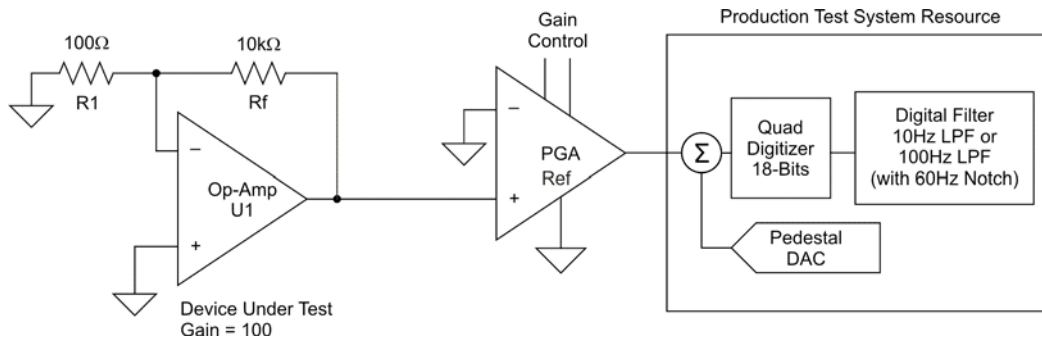 100Ω
R1
10kΩ
Rf
−
+
Op-Amp
U1
Device Under Test
Gain = 100
Gain
Control
−
+
PGA
Ref
Production Test System Resource
Σ
Quad
Digitizer
18-Bits
Digital Filter
10Hz LPF or
100Hz LPF
(with 60Hz Notch)
Pedestal
DAC